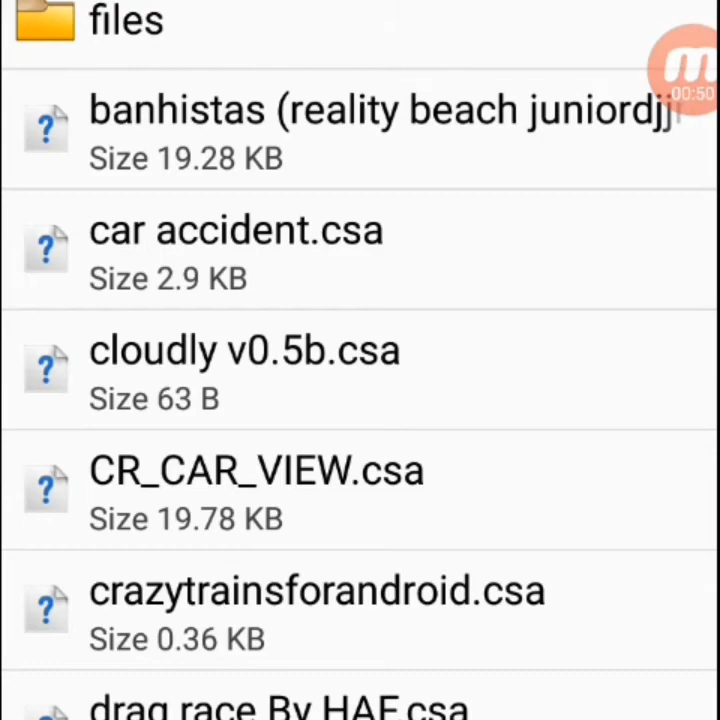 files
00:50
banhistas (reality beach juniordjj
Size 19.28 KB
car accident.csa
Size 2.9 KB
cloudly v0.5b.csa
Size 63 B
CR_CAR_VIEW.csa
Size 19.78 KB
crazytrainsforandroid.csa
Size 0.36 KB
drag race By HAF.csa